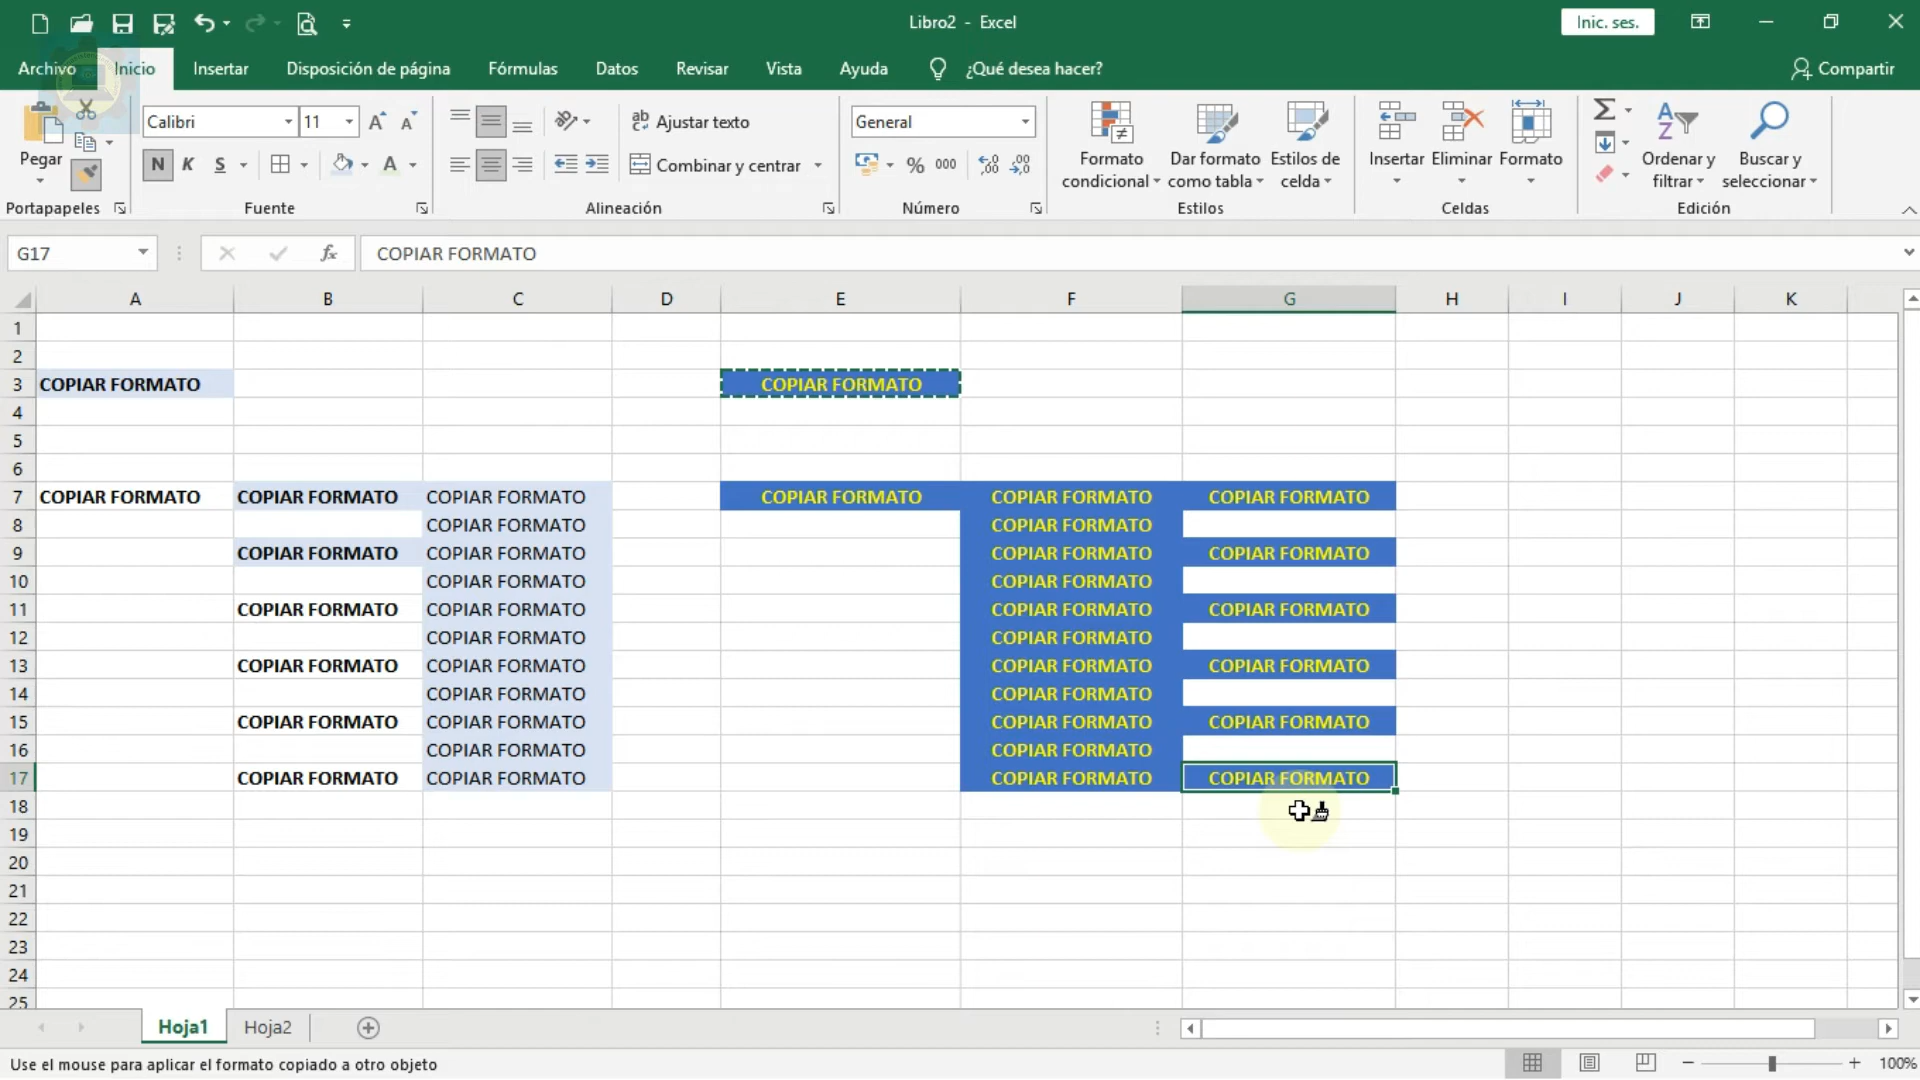 Libro2 - Excel
Inic. ses.
Archivo Inicio Insertar Disposición de página Fórmulas Datos Revisar Vista Ayuda ¿Qué desea hacer? Compartir
Calibri 11 ab Ajustar texto General
Pegar N K S A Combinar y centrar % 000
Formato condicional
Dar formato como tabla
Estilos de celda
Insertar Eliminar Formato
Ordenar y filtrar
Buscar y seleccionar
Portapapeles Fuente Alineación Número Estilos Celdas Edición
G17 fx COPIAR FORMATO
A B C D E F G H I J K
1
2
3 COPIAR FORMATO COPIAR FORMATO
4
5
6
7 COPIAR FORMATO COPIAR FORMATO COPIAR FORMATO COPIAR FORMATO COPIAR FORMATO COPIAR FORMATO
8 COPIAR FORMATO COPIAR FORMATO
9 COPIAR FORMATO COPIAR FORMATO COPIAR FORMATO COPIAR FORMATO
10 COPIAR FORMATO COPIAR FORMATO
11 COPIAR FORMATO COPIAR FORMATO COPIAR FORMATO COPIAR FORMATO
12 COPIAR FORMATO COPIAR FORMATO
13 COPIAR FORMATO COPIAR FORMATO COPIAR FORMATO COPIAR FORMATO
14 COPIAR FORMATO COPIAR FORMATO
15 COPIAR FORMATO COPIAR FORMATO COPIAR FORMATO COPIAR FORMATO
16 COPIAR FORMATO COPIAR FORMATO
17 COPIAR FORMATO COPIAR FORMATO COPIAR FORMATO COPIAR FORMATO
18
19
20
21
22
23
24
25
Hoja1 Hoja2
Use el mouse para aplicar el formato copiado a otro objeto 100%